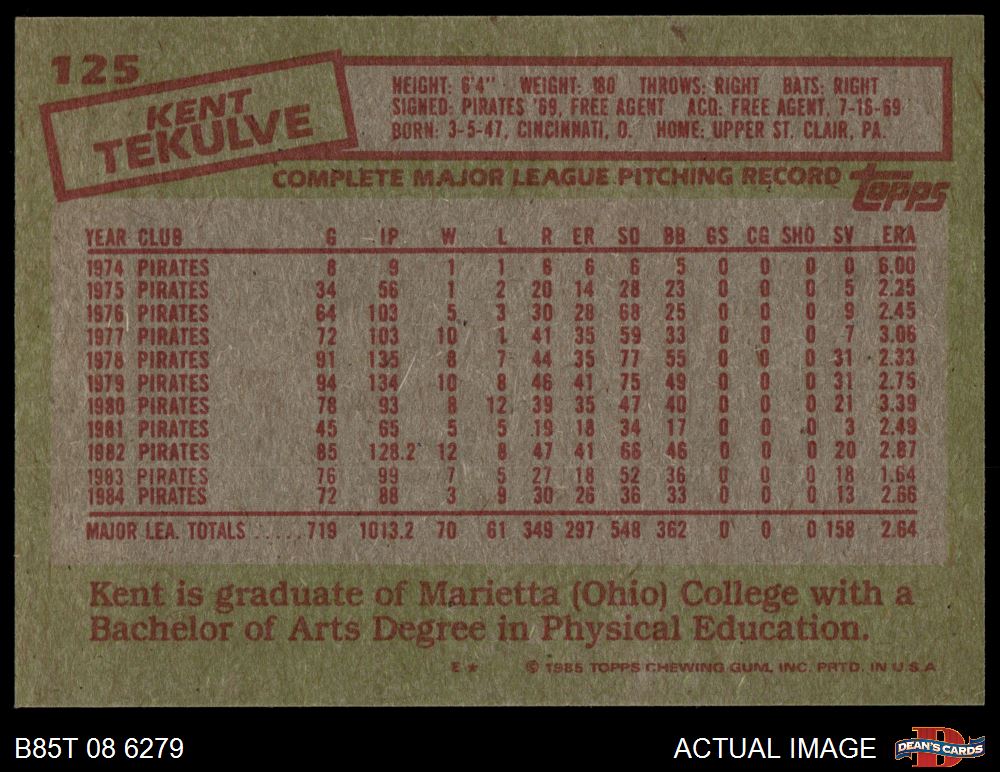 125
KENT
TEKULVE
HEIGHT: 6'4" WEIGHT: 180 THROWS: RIGHT BATS: RIGHT
SIGNED: PIRATES '69, FREE AGENT ACQ: FREE AGENT, 7-16-69
BORN: 3-5-47, CINCINNATI, O. HOME: UPPER ST. CLAIR, PA.
COMPLETE MAJOR LEAGUE PITCHING RECORD topps
YEAR CLUB G IP W L R ER SO BB GS CG SHO SV ERA
1974 PIRATES 8 9 1 1 6 6 6 5 0 0 0 0 6.00
1975 PIRATES 34 56 1 2 20 14 28 23 0 0 0 5 2.25
1976 PIRATES 64 103 5 3 30 28 68 25 0 0 0 9 2.45
1977 PIRATES 72 103 10 1 41 35 59 33 0 0 0 7 3.06
1978 PIRATES 91 135 8 7 44 35 77 55 0 0 0 31 2.33
1979 PIRATES 94 134 10 8 46 41 75 49 0 0 0 31 2.75
1980 PIRATES 78 93 8 12 39 35 47 40 0 0 0 21 3.39
1981 PIRATES 45 65 5 5 19 18 34 17 0 0 0 3 2.49
1982 PIRATES 85 128.2 12 8 47 41 66 46 0 0 0 20 2.87
1983 PIRATES 76 99 7 5 27 18 52 36 0 0 0 18 1.64
1984 PIRATES 72 88 3 9 30 26 36 33 0 0 0 13 2.66
MAJOR LEA. TOTALS ..... 719 1013.2 70 61 349 297 548 362 0 0 0 158 2.64
Kent is graduate of Marietta (Ohio) College with a
Bachelor of Arts Degree in Physical Education.
E★ © 1985 TOPPS CHEWING GUM, INC. PRTD. IN U.S.A
B85T 08 6279 ACTUAL IMAGE D DEAN'S CARDS